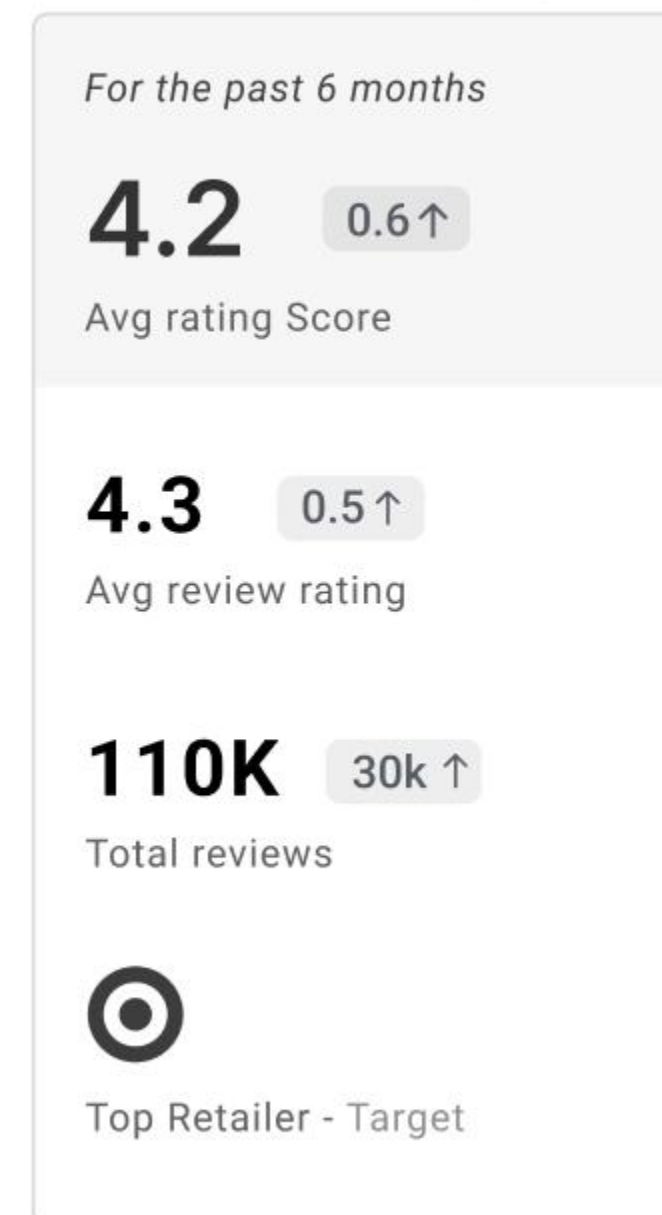 For the past 6 months
4.2 0.6↑
Avg rating Score
4.3 0.5↑
Avg review rating
110K 30k ↑
Total reviews
Top Retailer - Target